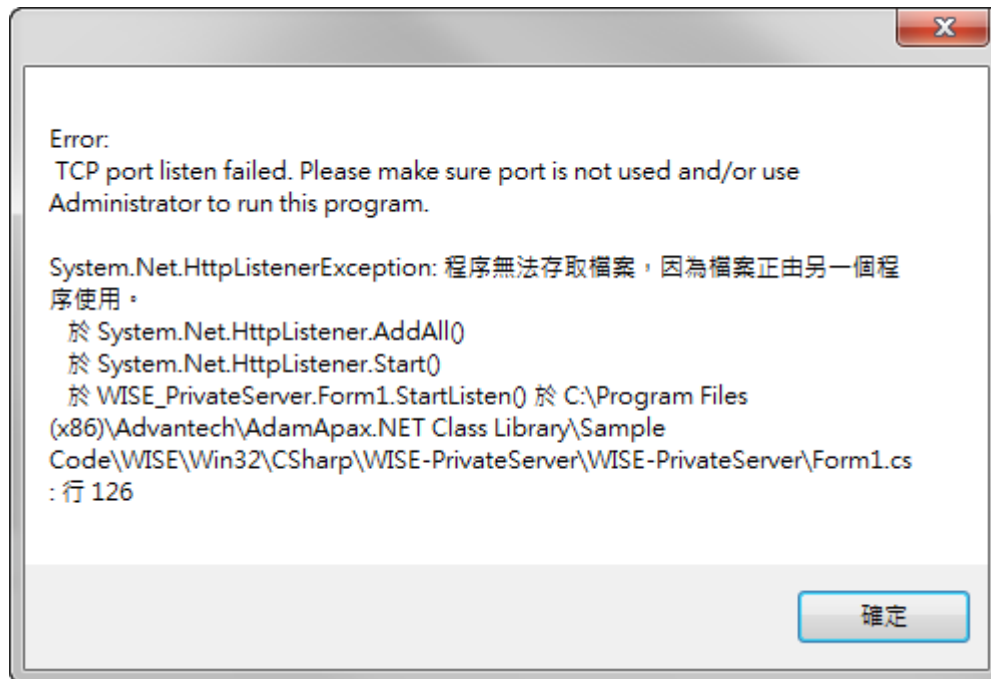 Error:
TCP port listen failed. Please make sure port is not used and/or use
Administrator to run this program.
System.Net.HttpListenerException: 程序無法存取檔案，因為檔案正由另一個程
序使用。
於 System.Net.HttpListener.AddAll()
於 System.Net.HttpListener.Start()
於 WISE_PrivateServer.Form1.StartListen() 於 C:\Program Files
(x86)\Advantech\AdamApax.NET Class Library\Sample
Code\WISE\Win32\CSharp\WISE-PrivateServer\WISE-PrivateServer\Form1.cs
: 行 126
確定